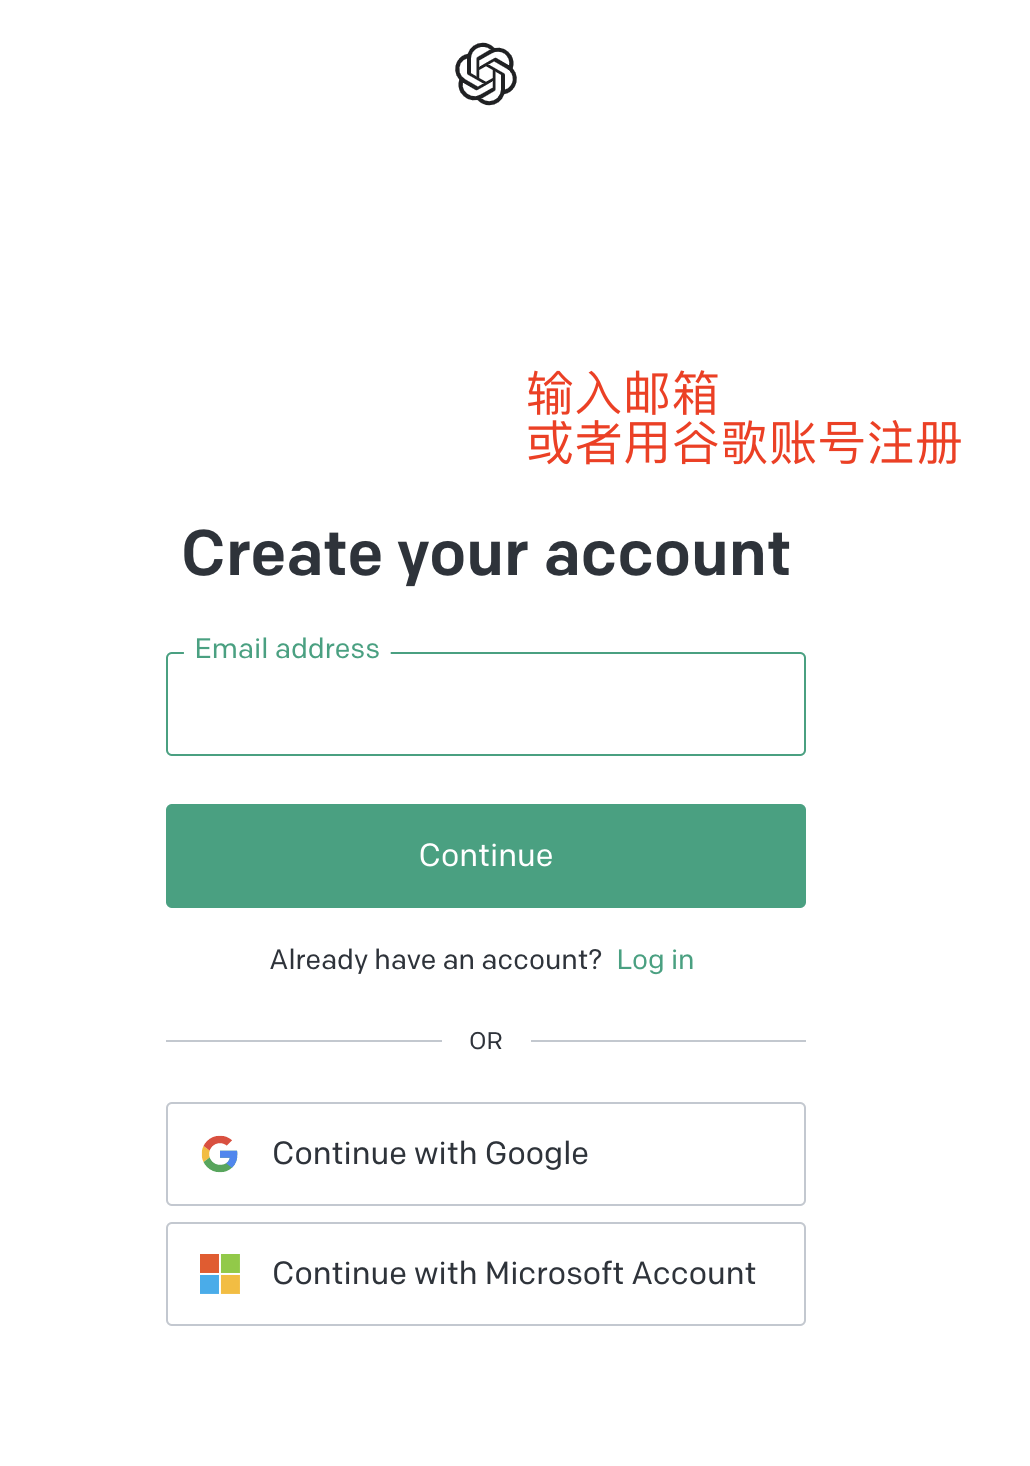 输入邮箱
或者用谷歌账号注册
Create your account
Email address
Continue
Already have an account? Log in
OR
Continue with Google
Continue with Microsoft Account